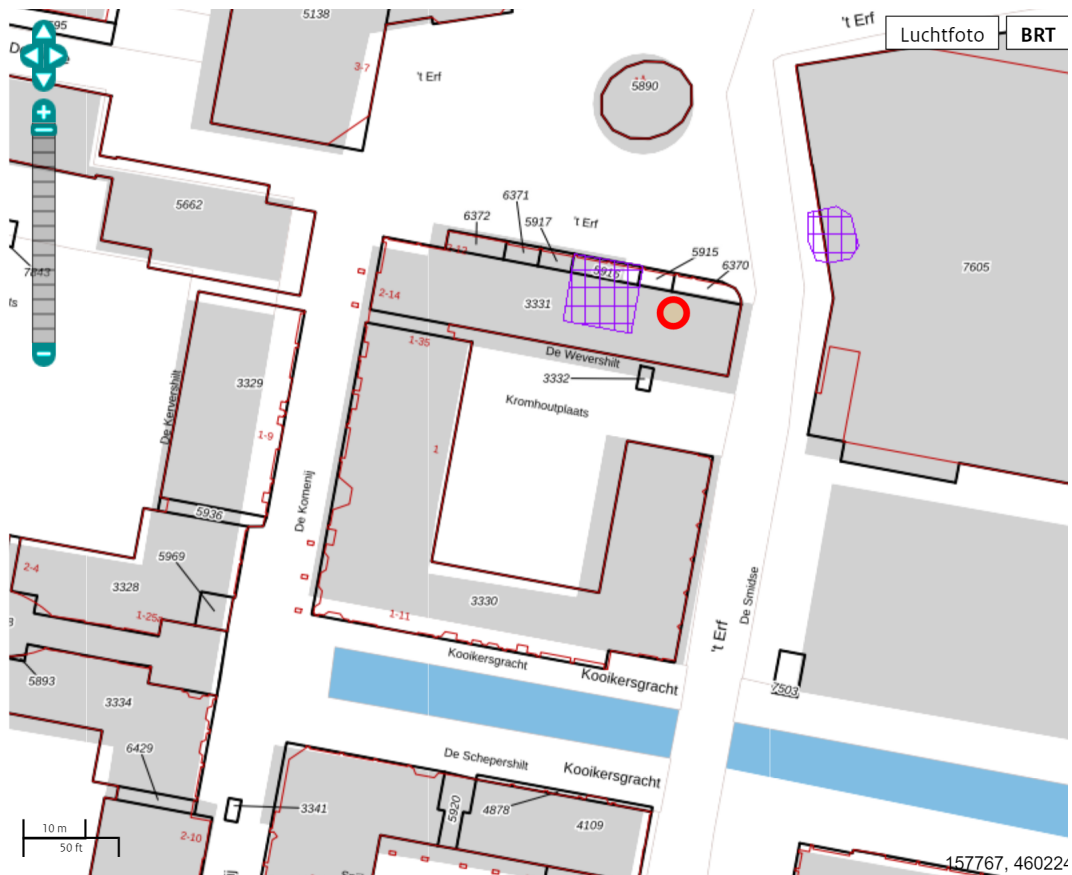 5138
't Erf
Luchtfoto
BRT
595
De
3-7
't Erf
5890
5662
6371
6372
5917
't Erf
5915
6370
5916
7843
7605
2-12
2-14
3331
1-35
De Wevershilt
3332
3329
Kromhoutplaats
De Kervershilt
1-9
1
De Komenij
5936
5969
2-4
3328
1-25
3330
1-11
De Smidse
't Erf
Kooikersgracht
Kooikersgracht
5893
3334
7503
6429
De Schepershilt
Kooikersgracht
3341
5920
4878
4109
2-10
10 m
50 ft
157767, 460224